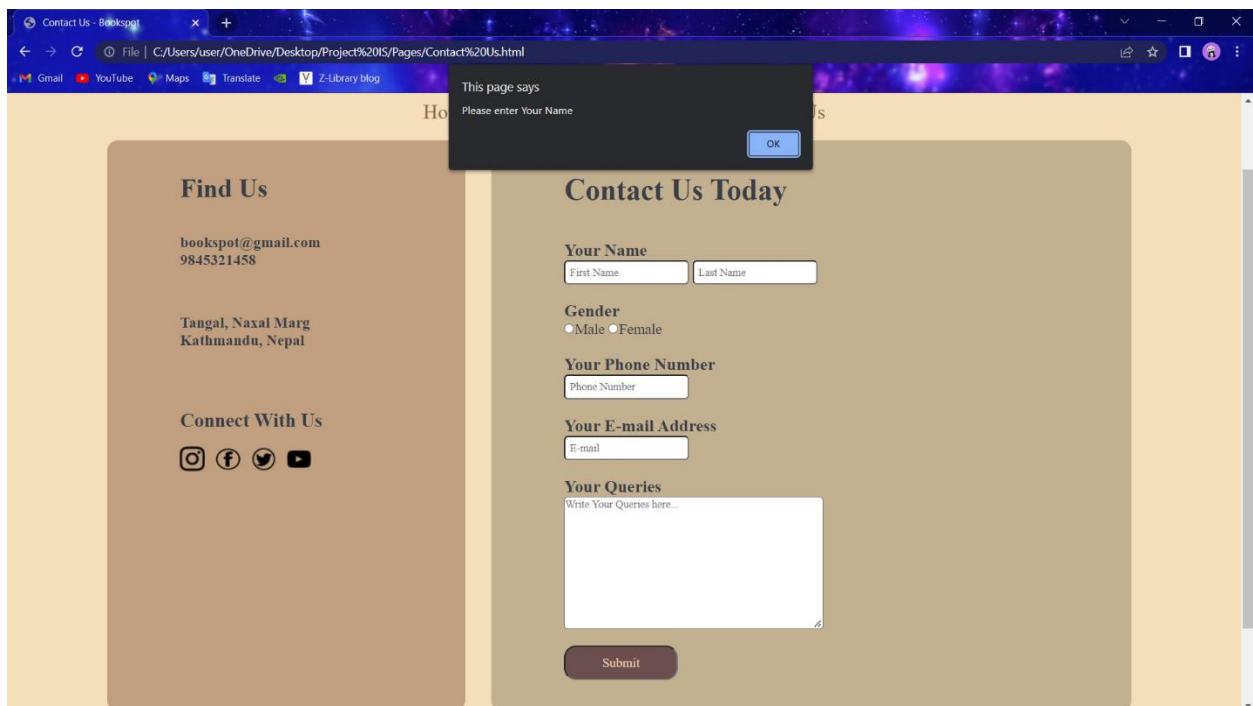 Contact Us - Bookspot
File | C:/Users/user/OneDrive/Desktop/Project%20IS/Pages/Contact%20Us.html
Gmail YouTube Maps Translate Z-Library blog
This page says
Please enter Your Name
OK
Find Us
bookspot@gmail.com
9845321458
Tangal, Naxal Marg
Kathmandu, Nepal
Connect With Us
Contact Us Today
Your Name
First Name Last Name
Gender
Male Female
Your Phone Number
Phone Number
Your E-mail Address
E-mail
Your Queries
Write Your Queries here...
Submit